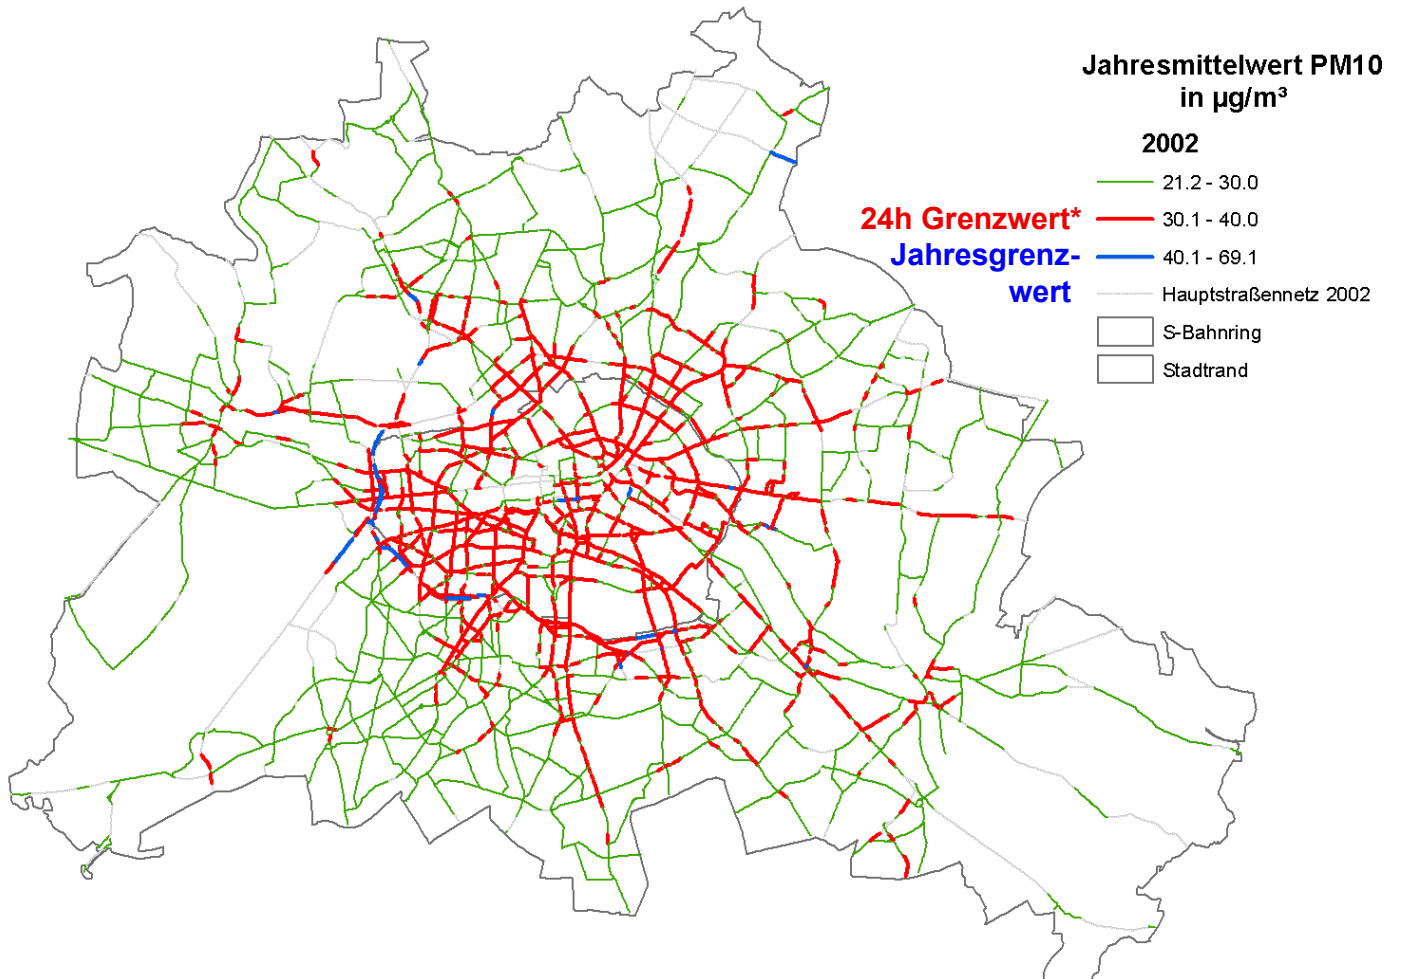 Jahresmittelwert PM10
in µg/m³
2002
21.2 - 30.0
24h Grenzwert*
30.1 - 40.0
Jahresgrenz-
wert
40.1 - 69.1
Hauptstraßennetz 2002
S-Bahnring
Stadtrand